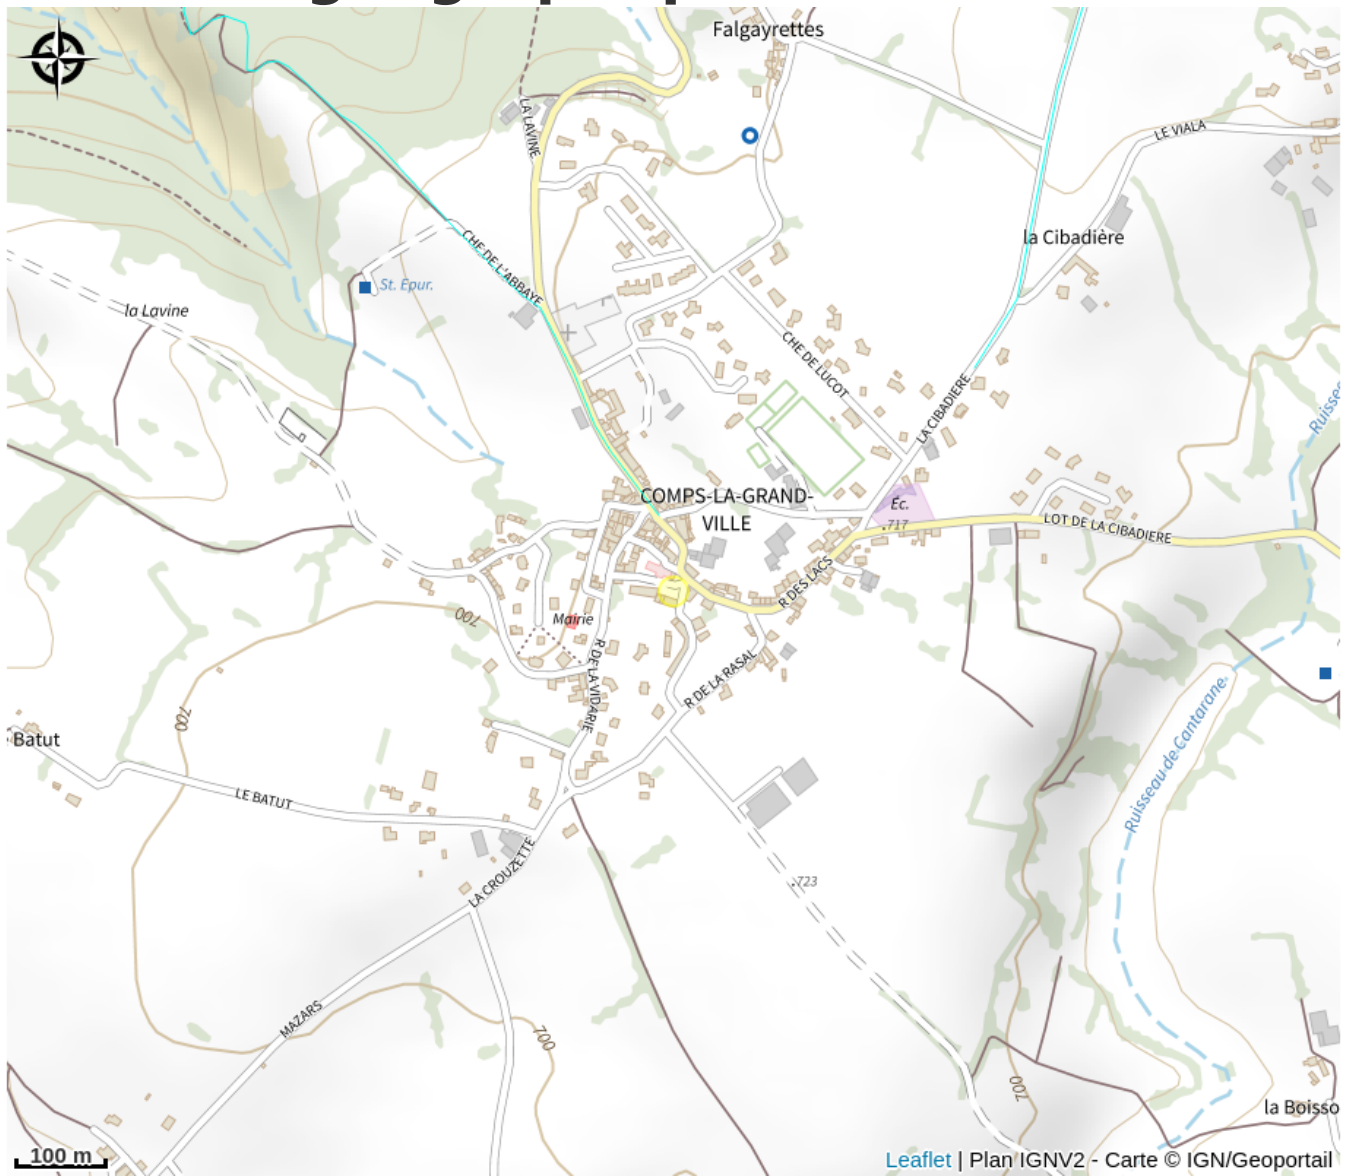 Falgayrettes
LA LAVINE
LE VIALA
CHE DE L'ABBAYE
la Cibadière
St. Epur.
la Lavine
CHE DE LUCOT
LA CIBADIERE
COMPS-LA-GRAND-
VILLE
Éc.
.717
LOT DE LA CIBADIERE
R DES LACS
700
Mairie
R DE LA VIDARIE
R DE LA RASAL
Ruisseau de Cantarane
700
Batut
LE BATUT
LA CROUZETTE
.723
MAZARS
700
700
la Boisso
100 m
Leaflet | Plan IGNV2 - Carte © IGN/Geoportail